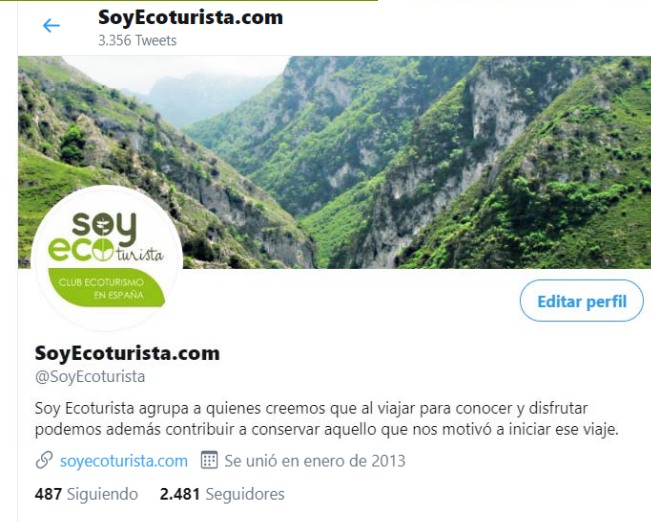 SoyEcoturista.com
3.356 Tweets
soy
ecoturista
CLUB ECOTURISMO
EN ESPAÑA
Editar perfil
SoyEcoturista.com
@SoyEcoturista
Soy Ecoturista agrupa a quienes creemos que al viajar para conocer y disfrutar
podemos además contribuir a conservar aquello que nos motivó a iniciar ese viaje.
soyecoturista.com Se unió en enero de 2013
487 Siguiendo 2.481 Seguidores